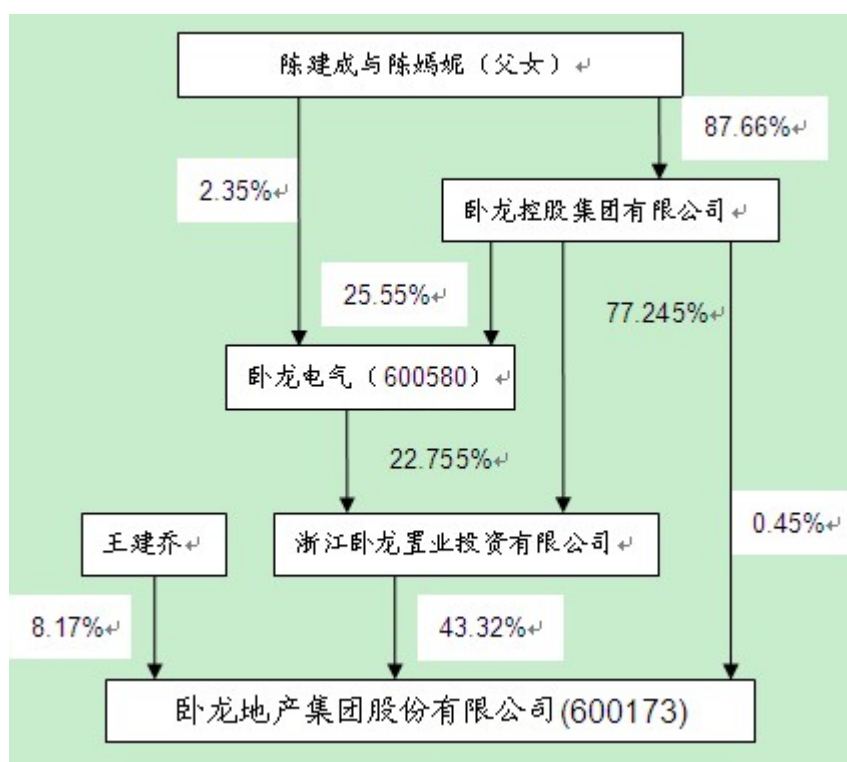 陈建成与陈嫣妮（父女）↵
87.66%↵
2.35%↵
卧龙控股集团有限公司↵
25.55%↵
77.245%↵
卧龙电气（600580）↵
22.755%↵
0.45%↵
王建乔↵
浙江卧龙置业投资有限公司↵
8.17%↵
43.32%↵
卧龙地产集团股份有限公司(600173)